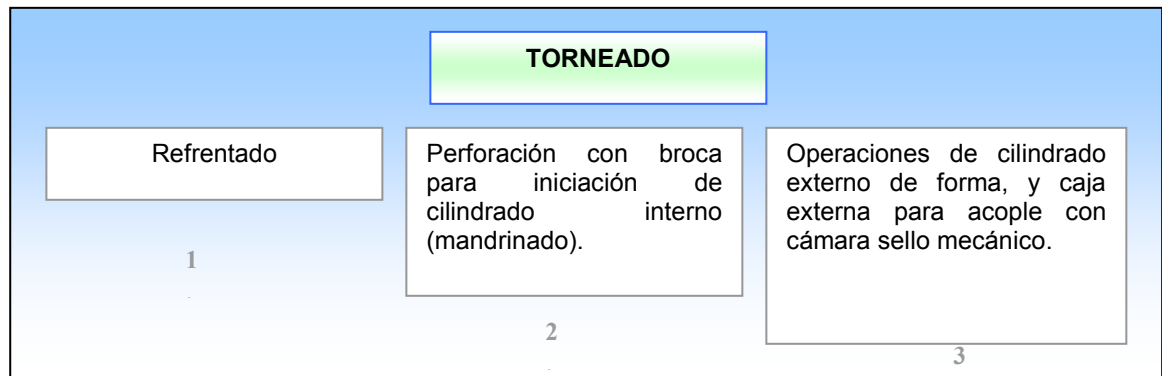 TORNEADO
Refrentado
Perforación con broca
para iniciación de
cilindrado interno
(mandrinado).
Operaciones de cilindrado
externo de forma, y caja
externa para acople con
cámara sello mecánico.
1
.
2
.
3